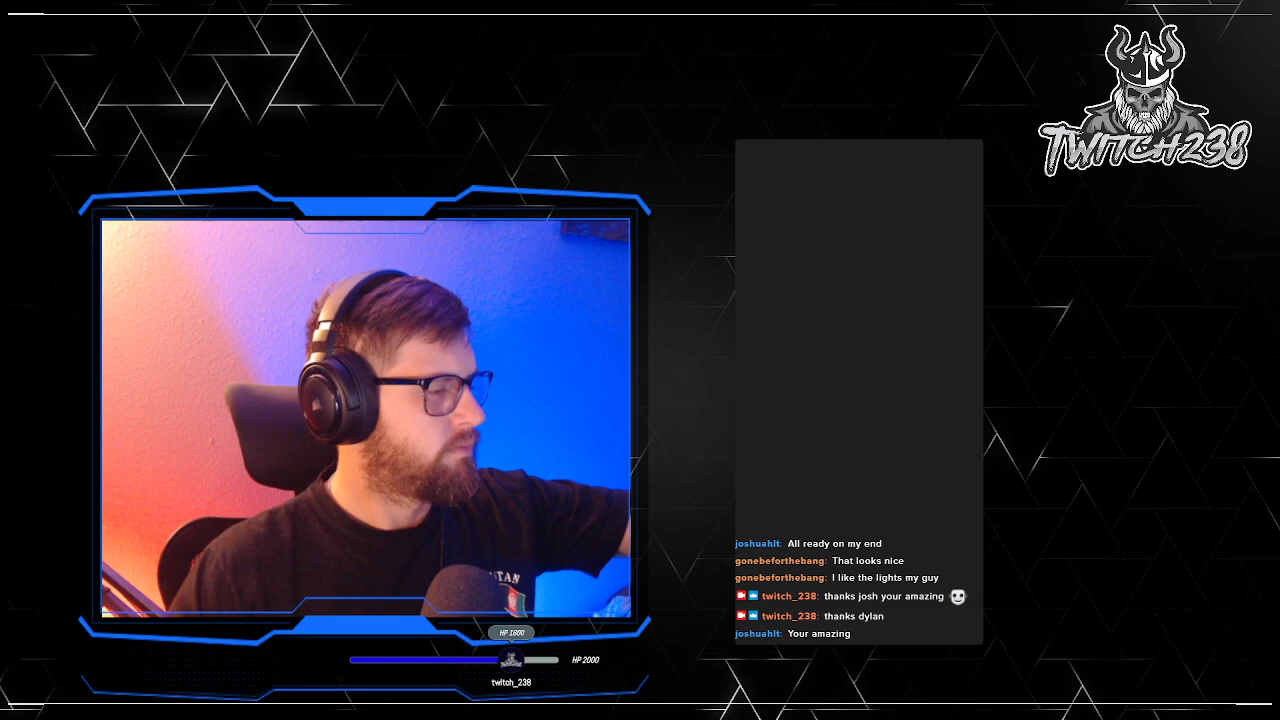 TWITCH238
joshuahlt: All ready on my end
gonebeforthebang: That looks nice
gonebeforthebang: I like the lights my guy
twitch_238: thanks josh your amazing
twitch_238: thanks dylan
joshuahlt: Your amazing
HP 1600
HP 2000
twitch_238